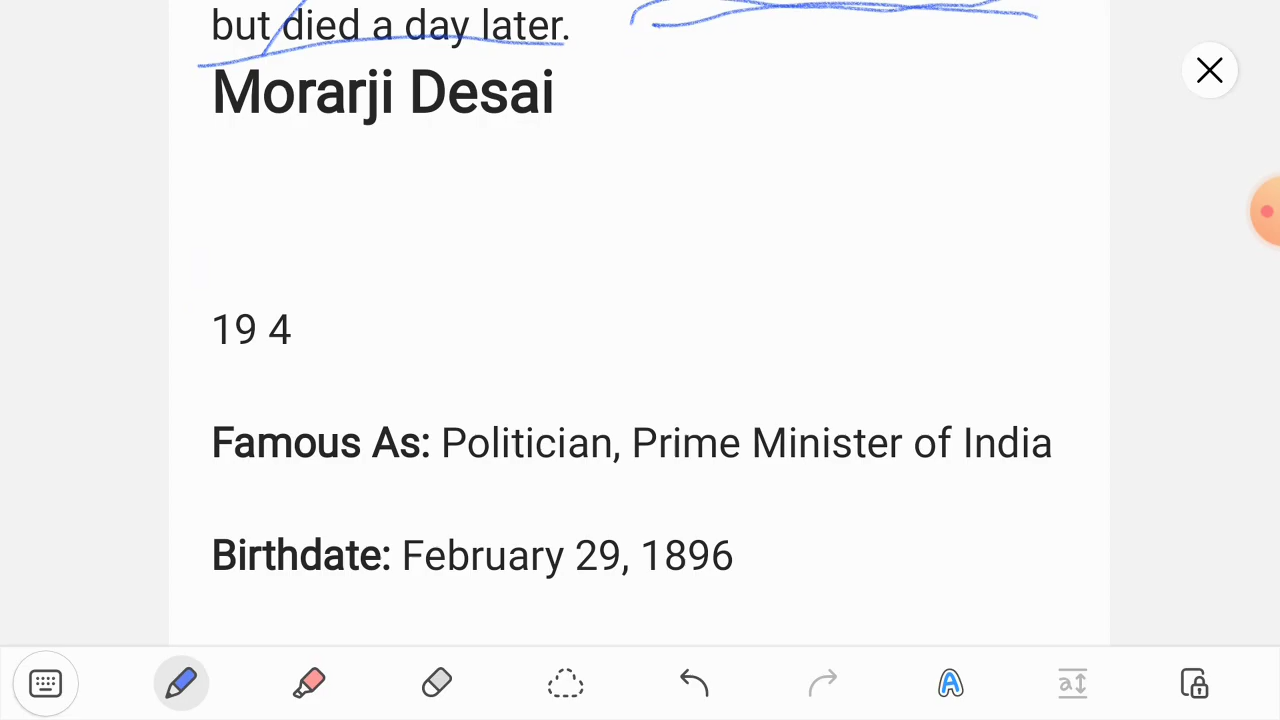 but died a day later.
Morarji Desai
19 4
Famous As: Politician, Prime Minister of India
Birthdate: February 29, 1896